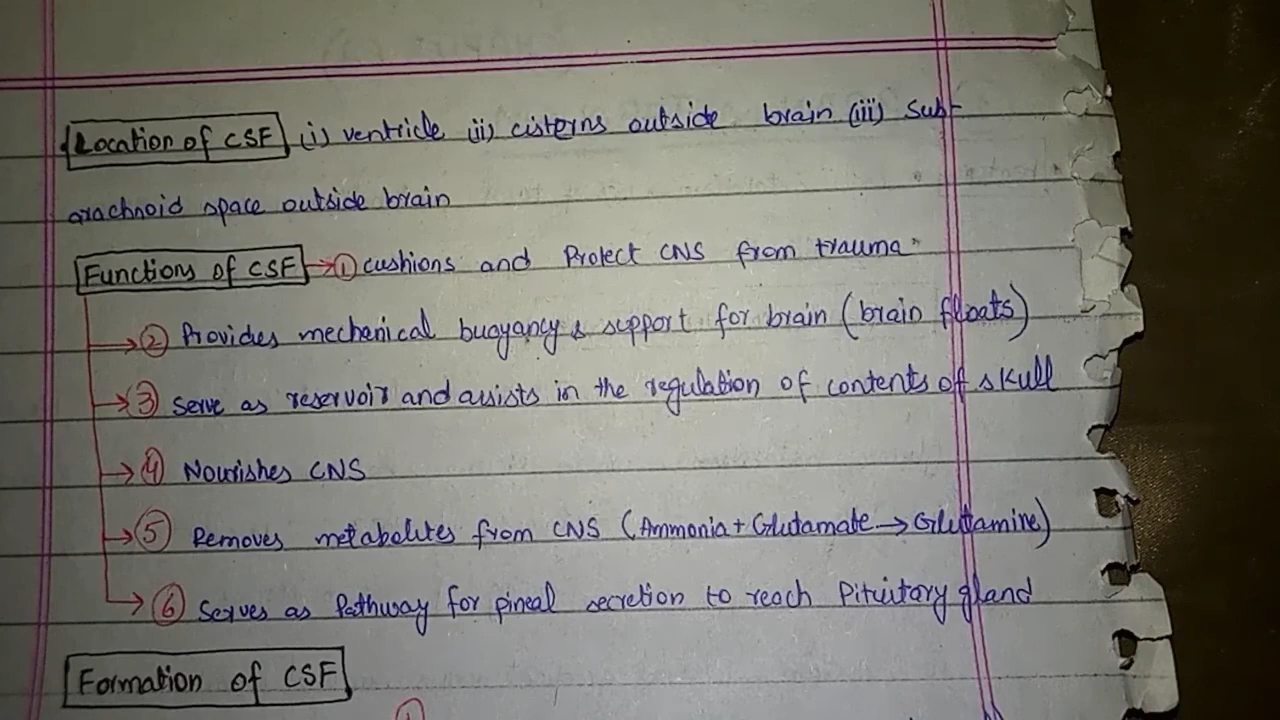 Location of CSF (i) ventricle (ii) cisterns outside brain (iii) Sub-
arachnoid space outside brain
Functions of CSF → ① cushions and Protect CNS from trauma.
→ ② Provides mechanical buoyancy & support for brain (brain floats)
→ ③ Serve as reservoir and assists in the regulation of contents of skull
→ ④ Nourishes CNS
→ ⑤ Removes metabolites from CNS (Ammonia + Glutamate → Glutamine)
→ ⑥ Serves as Pathway for pineal secretion to reach Pituitory gland
Formation of CSF